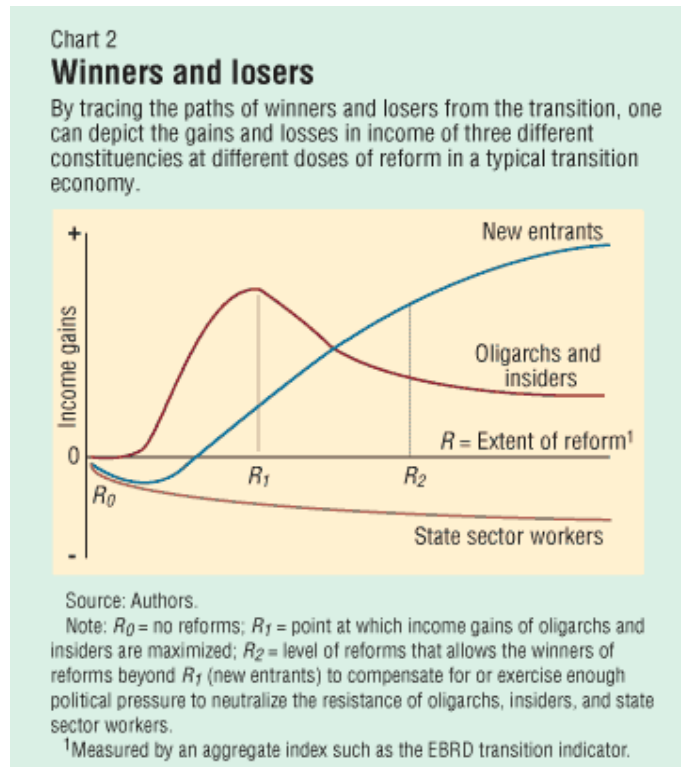 Chart 2
Winners and losers
By tracing the paths of winners and losers from the transition, one
can depict the gains and losses in income of three different
constituencies at different doses of reform in a typical transition
economy.
+
New entrants
Income gains
Oligarchs and
insiders
R = Extent of reform¹
0
R₀
R₁
R₂
State sector workers
-
Source: Authors.
Note: R₀ = no reforms; R₁ = point at which income gains of oligarchs and
insiders are maximized; R₂ = level of reforms that allows the winners of
reforms beyond R₁ (new entrants) to compensate for or exercise enough
political pressure to neutralize the resistance of oligarchs, insiders, and state
sector workers.
¹Measured by an aggregate index such as the EBRD transition indicator.